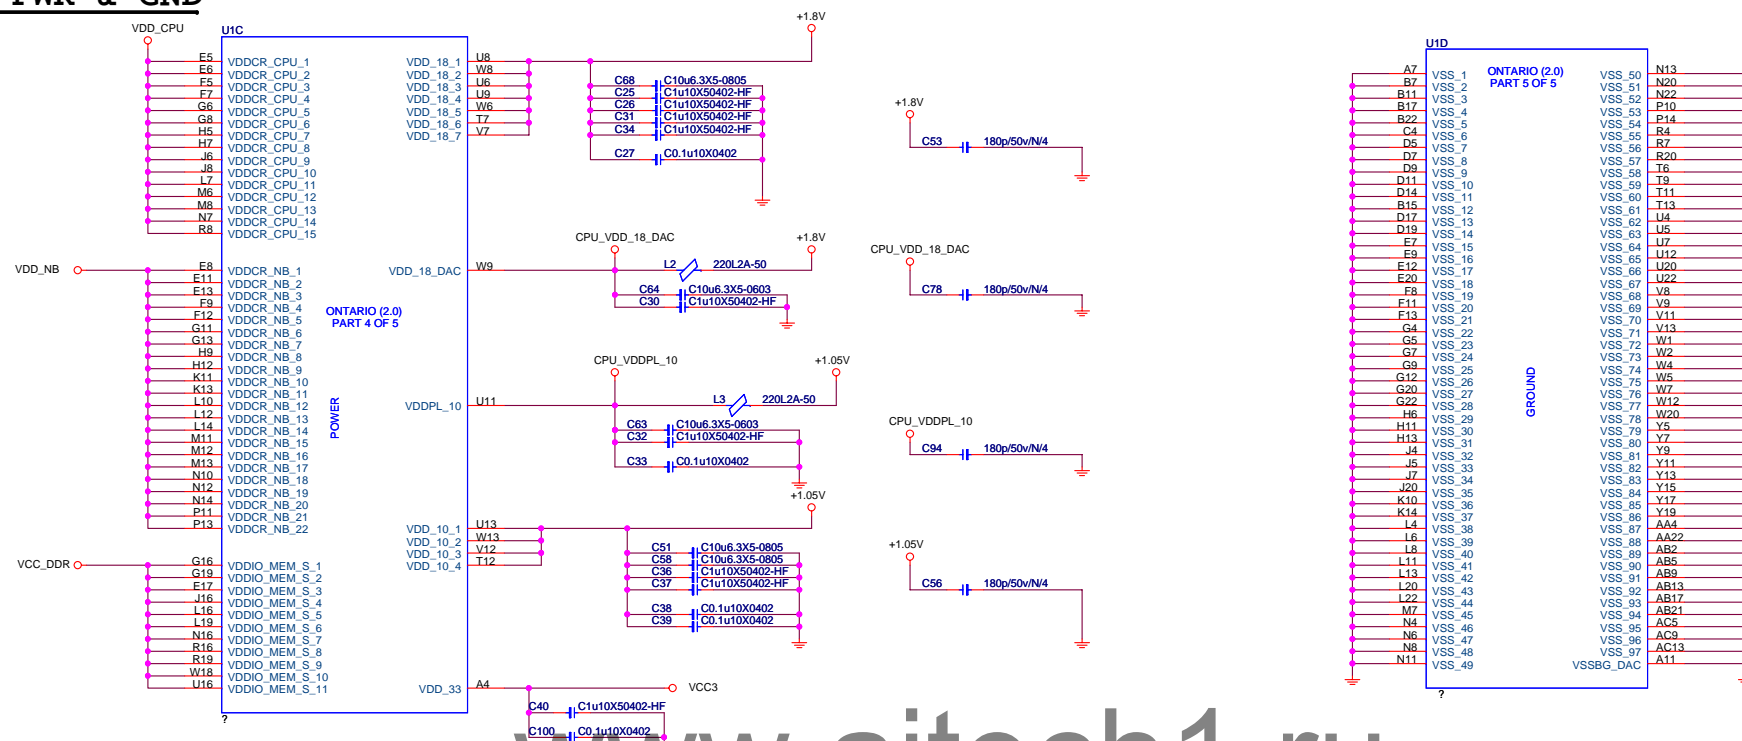 PWR & GND
VDD_CPU
U1C
+1.8V
E5 VDDCR_CPU_1
E6 VDDCR_CPU_2
F5 VDDCR_CPU_3
F7 VDDCR_CPU_4
G6 VDDCR_CPU_5
G8 VDDCR_CPU_6
H5 VDDCR_CPU_7
H7 VDDCR_CPU_8
J6 VDDCR_CPU_9
J8 VDDCR_CPU_10
L7 VDDCR_CPU_11
M6 VDDCR_CPU_12
M8 VDDCR_CPU_13
N7 VDDCR_CPU_14
R8 VDDCR_CPU_15
VDD_18_1 U8
VDD_18_2 W8
VDD_18_3 U6
VDD_18_4 U9
VDD_18_5 W6
VDD_18_6 T7
VDD_18_7 V7
C68 C10u6.3X5-0805
C25 C1u10X50402-HF
C26 C1u10X50402-HF
C31 C1u10X50402-HF
C34 C1u10X50402-HF
C27 C0.1u10X0402
+1.8V
C53 180p/50v/N/4
VDD_NB
E8 VDDCR_NB_1
E11 VDDCR_NB_2
E13 VDDCR_NB_3
F9 VDDCR_NB_4
F12 VDDCR_NB_5
G11 VDDCR_NB_6
G13 VDDCR_NB_7
H9 VDDCR_NB_8
H12 VDDCR_NB_9
K11 VDDCR_NB_10
K13 VDDCR_NB_11
L10 VDDCR_NB_12
L12 VDDCR_NB_13
L14 VDDCR_NB_14
M11 VDDCR_NB_15
M12 VDDCR_NB_16
M13 VDDCR_NB_17
N10 VDDCR_NB_18
N12 VDDCR_NB_19
N14 VDDCR_NB_20
P11 VDDCR_NB_21
P13 VDDCR_NB_22
ONTARIO (2.0)
PART 4 OF 5
POWER
CPU_VDD_18_DAC
+1.8V
VDD_18_DAC W9
L2 220L2A-50
C64 C10u6.3X5-0603
C30 C1u10X50402-HF
CPU_VDD_18_DAC
C78 180p/50v/N/4
CPU_VDDPL_10
+1.05V
VDDPL_10 U11
L3 220L2A-50
C63 C10u6.3X5-0603
C32 C1u10X50402-HF
C33 C0.1u10X0402
CPU_VDDPL_10
C94 180p/50v/N/4
+1.05V
VDD_10_1 U13
VDD_10_2 W13
VDD_10_3 V12
VDD_10_4 T12
C51 C10u6.3X5-0805
C58 C10u6.3X5-0805
C36 C1u10X50402-HF
C37 C1u10X50402-HF
C38 C0.1u10X0402
C39 C0.1u10X0402
+1.05V
C56 180p/50v/N/4
VCC_DDR
G16 VDDIO_MEM_S_1
G19 VDDIO_MEM_S_2
E17 VDDIO_MEM_S_3
J16 VDDIO_MEM_S_4
L16 VDDIO_MEM_S_5
L19 VDDIO_MEM_S_6
N16 VDDIO_MEM_S_7
R16 VDDIO_MEM_S_8
R19 VDDIO_MEM_S_9
W18 VDDIO_MEM_S_10
U16 VDDIO_MEM_S_11
VDD_33 A4
VCC3
C40 C1u10X50402-HF
C100 C0.1u10X0402
?
U1D
ONTARIO (2.0)
PART 5 OF 5
GROUND
A7 VSS_1
B7 VSS_2
B11 VSS_3
B17 VSS_4
B22 VSS_5
C4 VSS_6
D5 VSS_7
D7 VSS_8
D9 VSS_9
D11 VSS_10
D14 VSS_11
B15 VSS_12
D17 VSS_13
D19 VSS_14
E7 VSS_15
E9 VSS_16
E12 VSS_17
E20 VSS_18
F8 VSS_19
F11 VSS_20
F13 VSS_21
G4 VSS_22
G5 VSS_23
G7 VSS_24
G9 VSS_25
G12 VSS_26
G20 VSS_27
G22 VSS_28
H6 VSS_29
H11 VSS_30
H13 VSS_31
J4 VSS_32
J5 VSS_33
J7 VSS_34
J20 VSS_35
K10 VSS_36
K14 VSS_37
L4 VSS_38
L6 VSS_39
L8 VSS_40
L11 VSS_41
L13 VSS_42
L20 VSS_43
L22 VSS_44
M7 VSS_45
N4 VSS_46
N6 VSS_47
N8 VSS_48
N11 VSS_49
VSS_50 N13
VSS_51 N20
VSS_52 N22
VSS_53 P10
VSS_54 P14
VSS_55 R4
VSS_56 R7
VSS_57 R20
VSS_58 T6
VSS_59 T9
VSS_60 T11
VSS_61 T13
VSS_62 U4
VSS_63 U5
VSS_64 U7
VSS_65 U12
VSS_66 U20
VSS_67 U22
VSS_68 V8
VSS_69 V9
VSS_70 V11
VSS_71 V13
VSS_72 W1
VSS_73 W2
VSS_74 W4
VSS_75 W5
VSS_76 W7
VSS_77 W12
VSS_78 W20
VSS_79 Y5
VSS_80 Y7
VSS_81 Y9
VSS_82 Y11
VSS_83 Y13
VSS_84 Y15
VSS_85 Y17
VSS_86 Y19
VSS_87 AA4
VSS_88 AA22
VSS_89 AB2
VSS_90 AB5
VSS_91 AB9
VSS_92 AB13
VSS_93 AB17
VSS_94 AB21
VSS_95 AC5
VSS_96 AC9
VSS_97 AC13
VSSBG_DAC A11
?